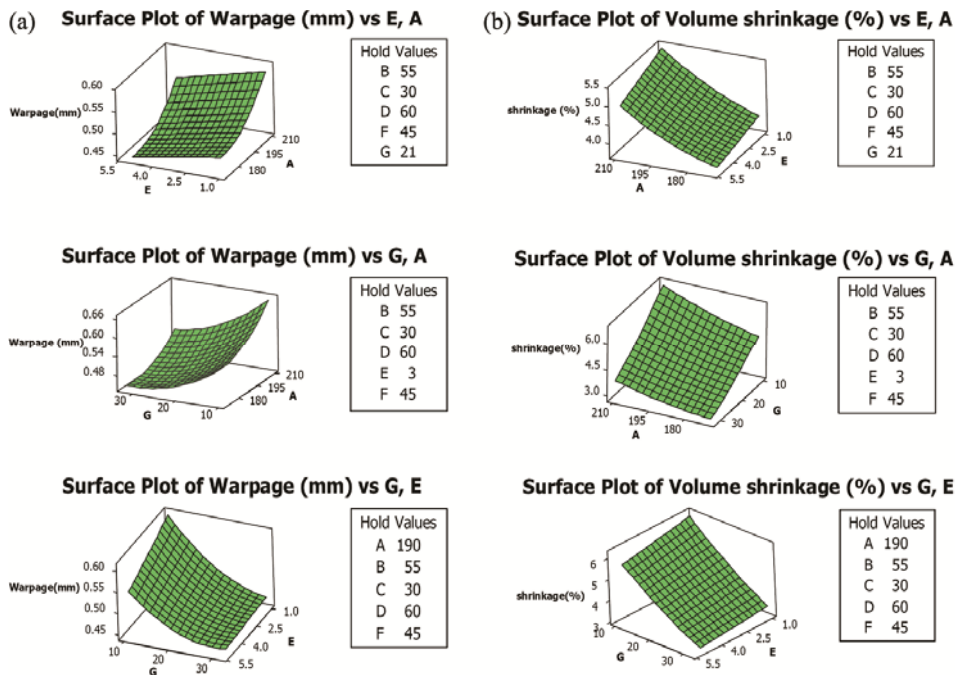 (a) Surface Plot of Warpage (mm) vs E, A
Hold Values
B 55
C 30
D 60
F 45
G 21
0.60
0.55
0.50
0.45
Warpage(mm)
5.5
4.0
2.5
1.0
E
210
195
180
A
(b) Surface Plot of Volume shrinkage (%) vs E, A
Hold Values
B 55
C 30
D 60
F 45
G 21
5.5
5.0
4.5
4.0
shrinkage (%)
210
195
180
A
1.0
2.5
4.0
5.5
E
Surface Plot of Warpage (mm) vs G, A
Hold Values
B 55
C 30
D 60
E 3
F 45
0.66
0.60
0.54
0.48
Warpage (mm)
30
20
10
G
210
195
180
A
Surface Plot of Volume shrinkage (%) vs G, A
Hold Values
B 55
C 30
D 60
E 3
F 45
6.0
4.5
3.0
shrinkage(%)
210
195
180
A
10
20
30
G
Surface Plot of Warpage (mm) vs G, E
Hold Values
A 190
B 55
C 30
D 60
F 45
0.60
0.55
0.50
0.45
Warpage(mm)
10
20
30
G
1.0
2.5
4.0
5.5
E
Surface Plot of Volume shrinkage (%) vs G, E
Hold Values
A 190
B 55
C 30
D 60
F 45
6
5
4
3
shrinkage(%)
10
20
30
G
1.0
2.5
4.0
5.5
E